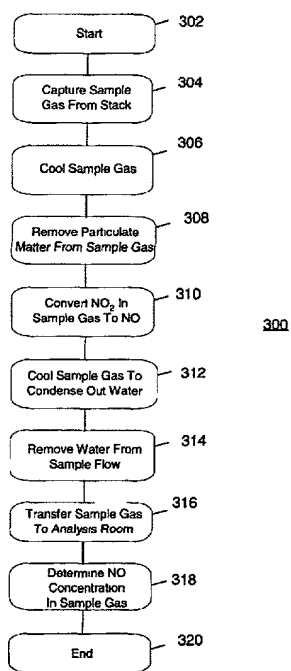 302
Start
304
Capture Sample
Gas From Stack
306
Cool Sample Gas
308
Remove Particulate
Matter From Sample Gas
310
Convert NO₂ In
Sample Gas To NO
300
312
Cool Sample Gas To
Condense Out Water
314
Remove Water From
Sample Flow
316
Transfer Sample Gas
To Analysis Room
318
Determine NO
Concentration
In Sample Gas
320
End